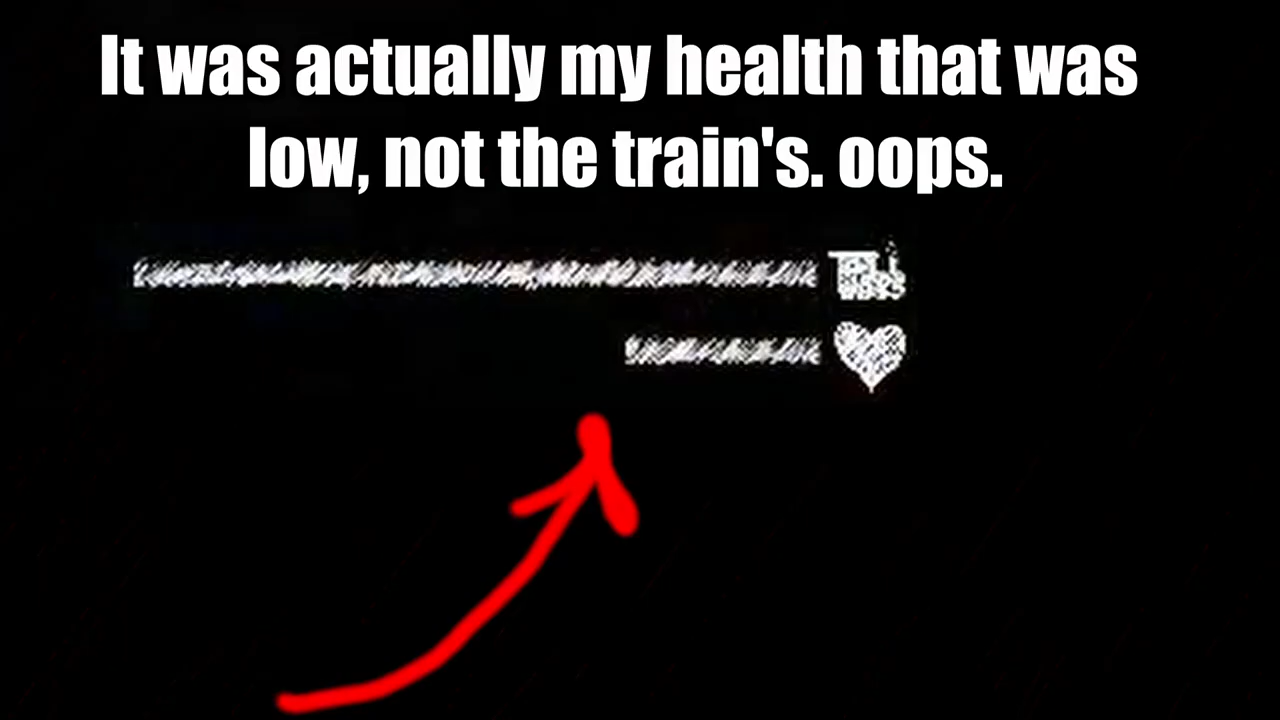 It was actually my health that was
low, not the train's. oops.